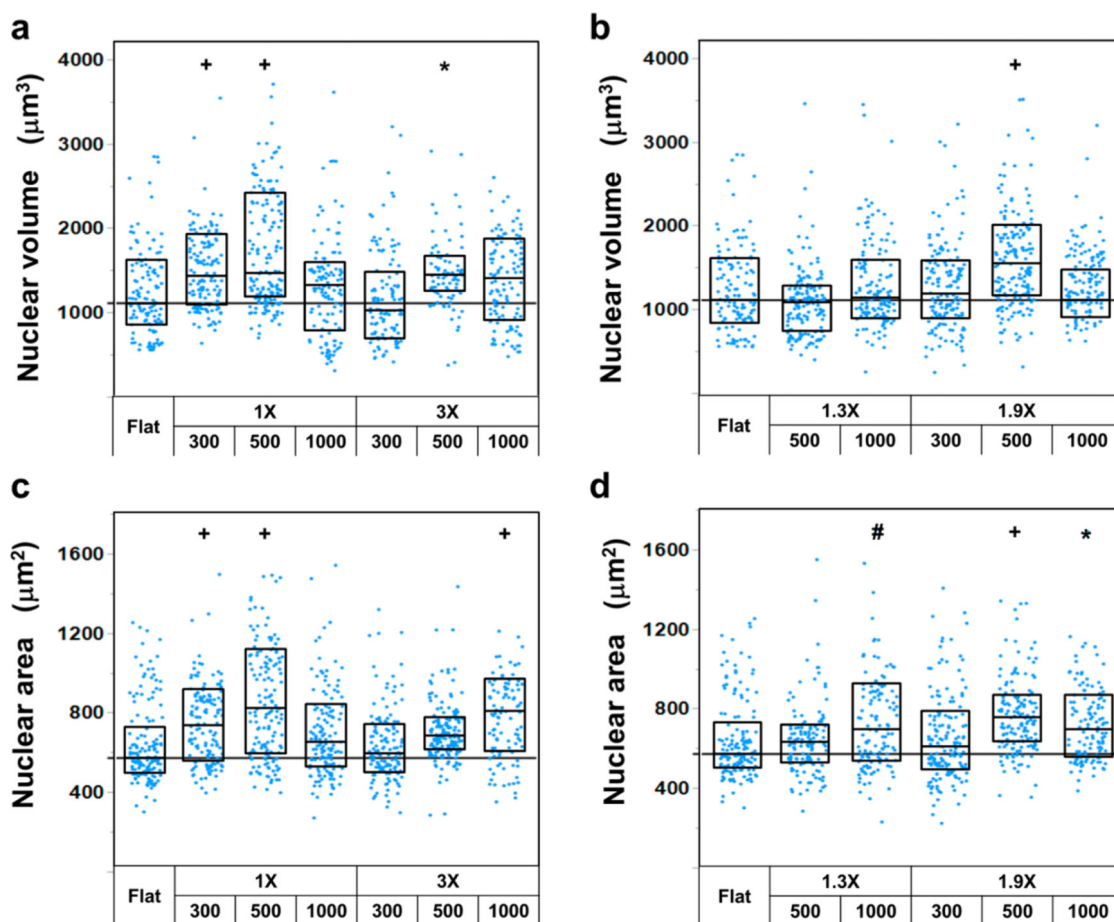 a
Nuclear volume (μm³)
4000
3000
2000
1000
+ + *
Flat
1X 3X
300 500 1000 300 500 1000
b
Nuclear volume (μm³)
4000
3000
2000
1000
+
Flat
1.3X 1.9X
500 1000 300 500 1000
c
Nuclear area (μm²)
1600
1200
800
400
+ + +
Flat
1X 3X
300 500 1000 300 500 1000
d
Nuclear area (μm²)
1600
1200
800
400
# + *
Flat
1.3X 1.9X
500 1000 300 500 1000